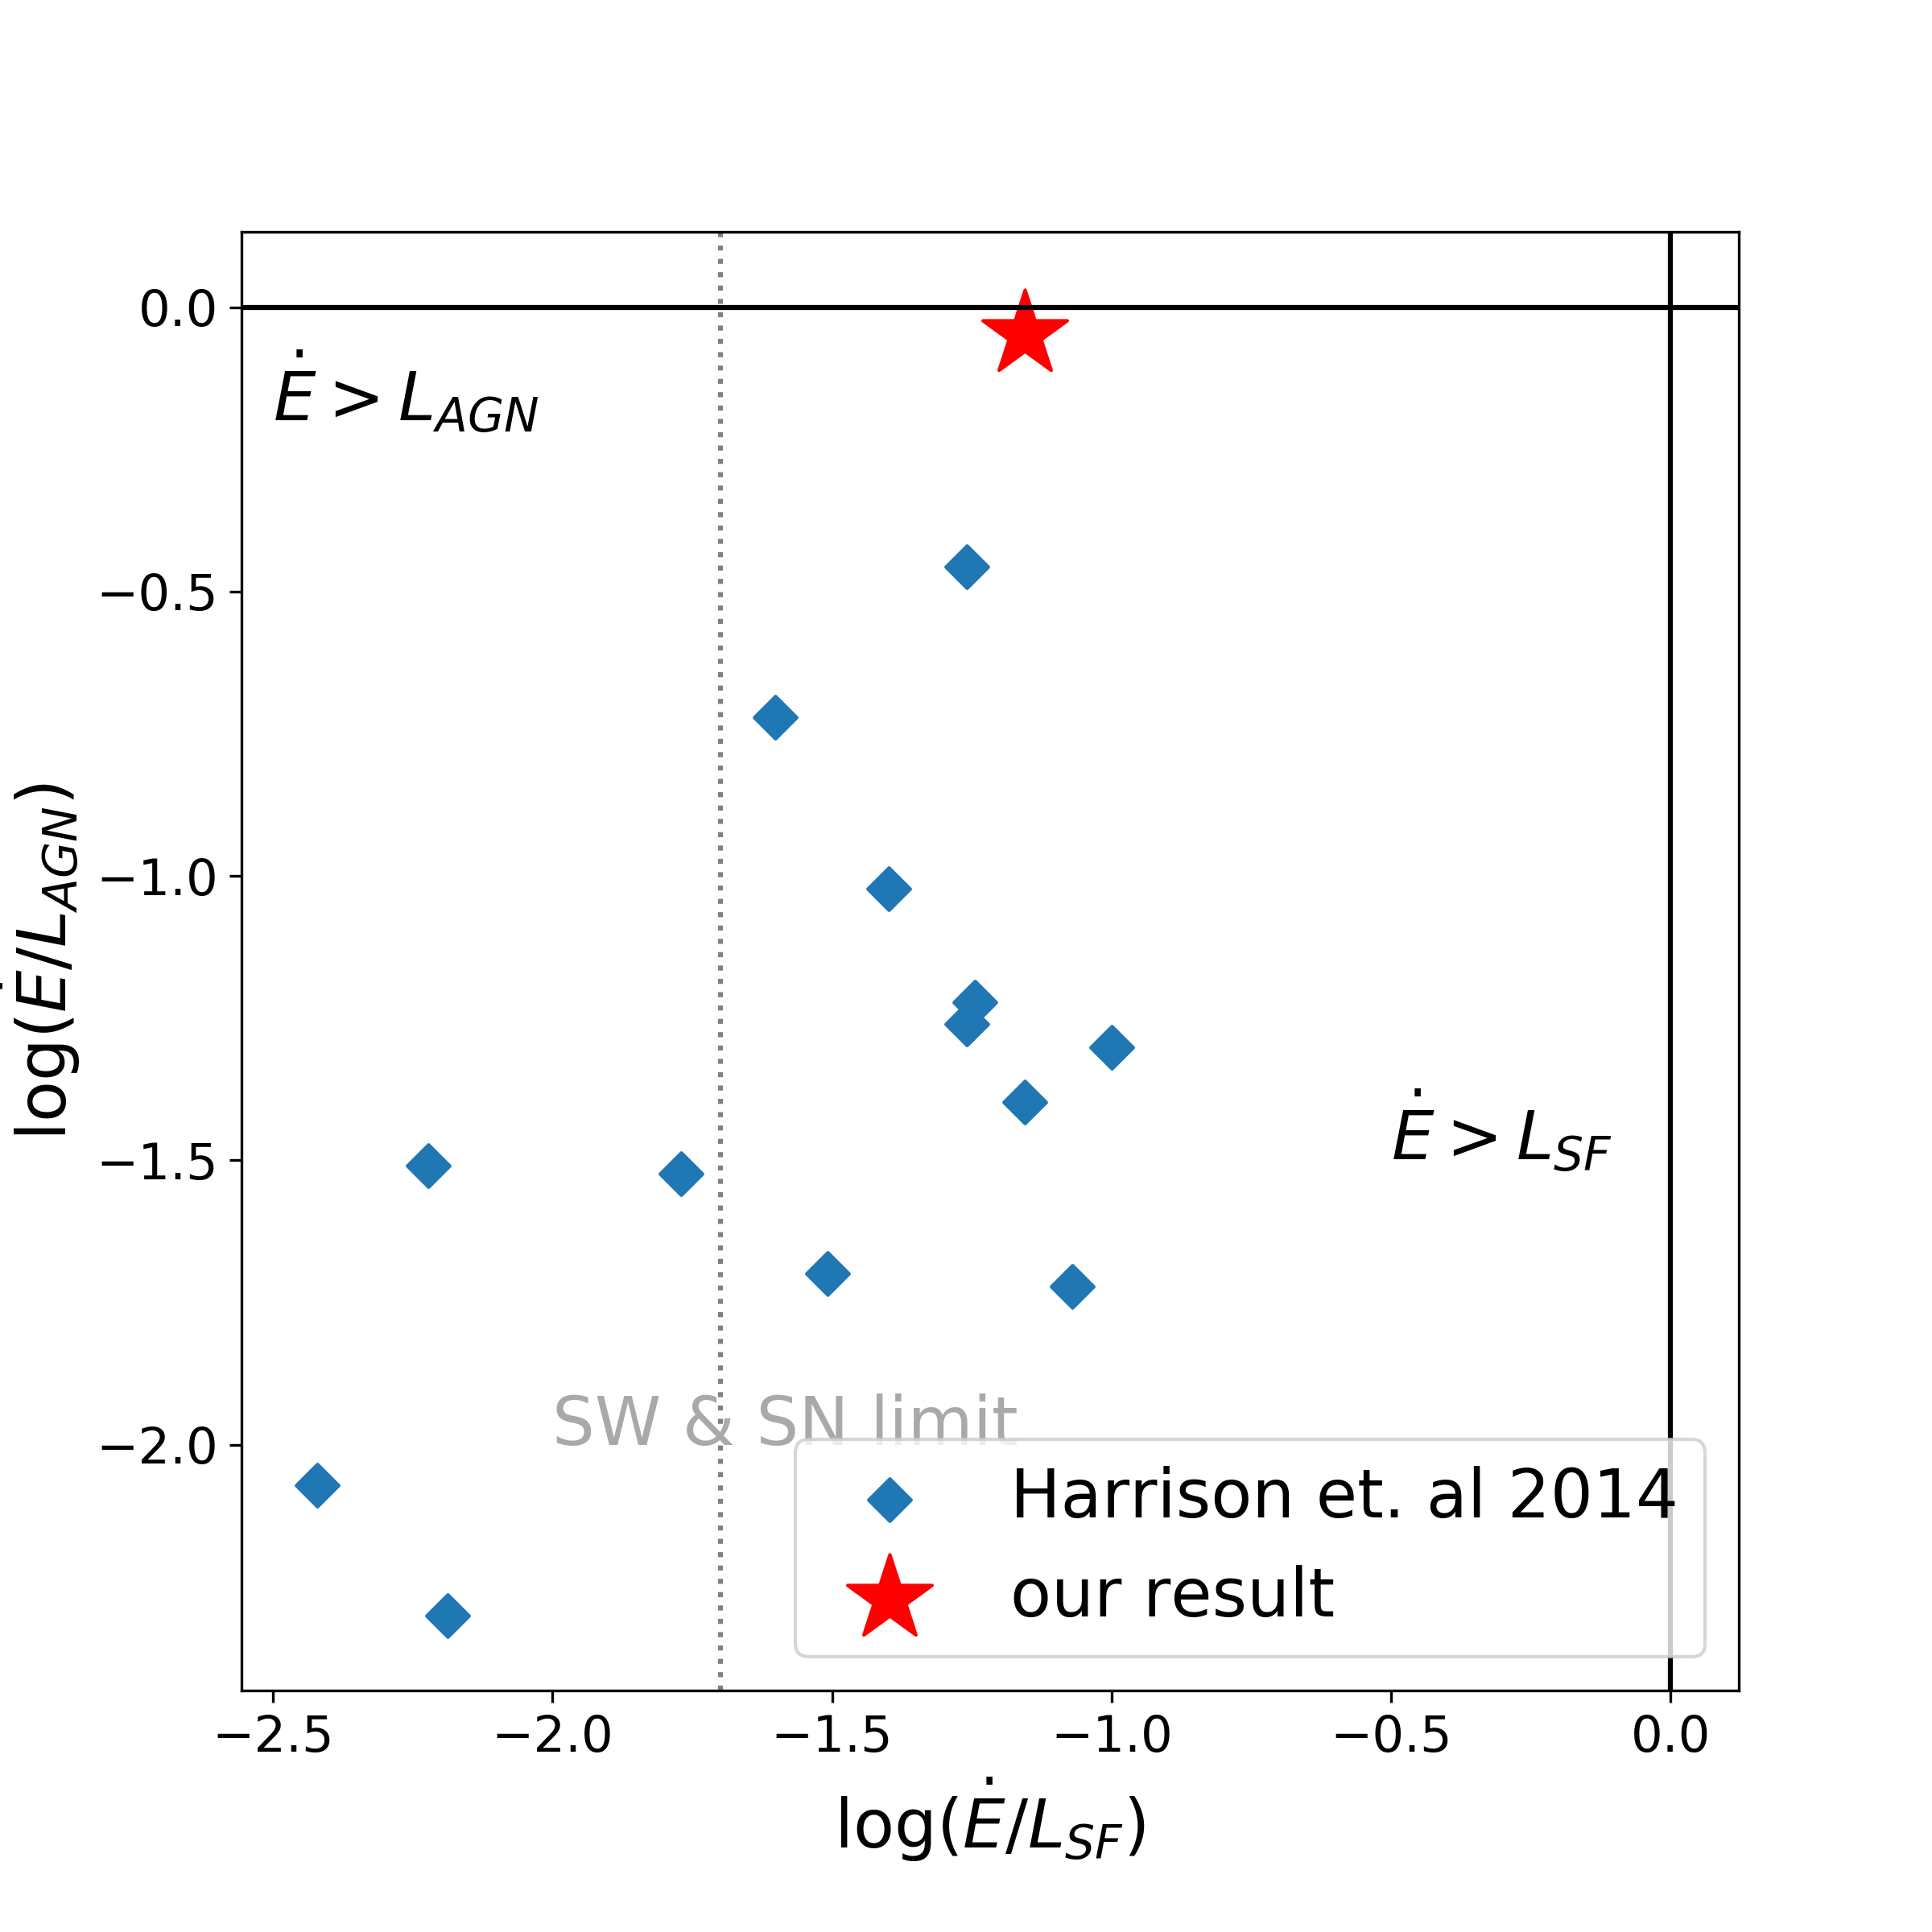 0.0
−0.5
−1.0
−1.5
−2.0
log(Ė/L_AGN)
Ė > L_AGN
Ė > L_SF
SW & SN limit
Harrison et. al 2014
our result
−2.5
−2.0
−1.5
−1.0
−0.5
0.0
log(Ė/L_SF)